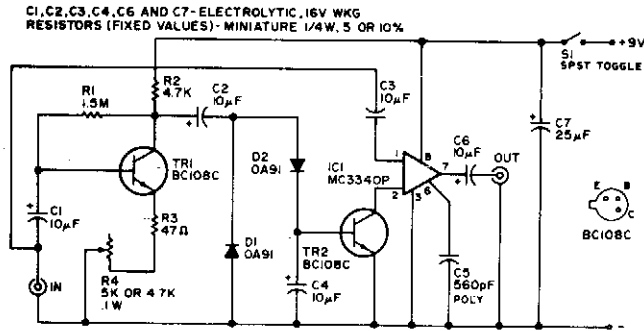 C1,C2,C3,C4,C6 AND C7-ELECTROLYTIC, 16V WKG
RESISTORS (FIXED VALUES)-MINIATURE 1/4W, 5 OR 10%
+9V
S1
SPST TOGGLE
R1
1.5M
R2
4.7K
C2
10µF
+
C3
10µF
+
C7
25µF
+
D2
OA91
IC1
MC3340P
1
8
2
3
6
7
C6
10µF
+
OUT
TR1
BC108C
E
B
C
BC108C
+
C1
10µF
R3
47Ω
D1
OA91
TR2
BC108C
C5
560pF
POLY
IN
R4
5K OR 4.7K
.1W
+
C4
10µF
-